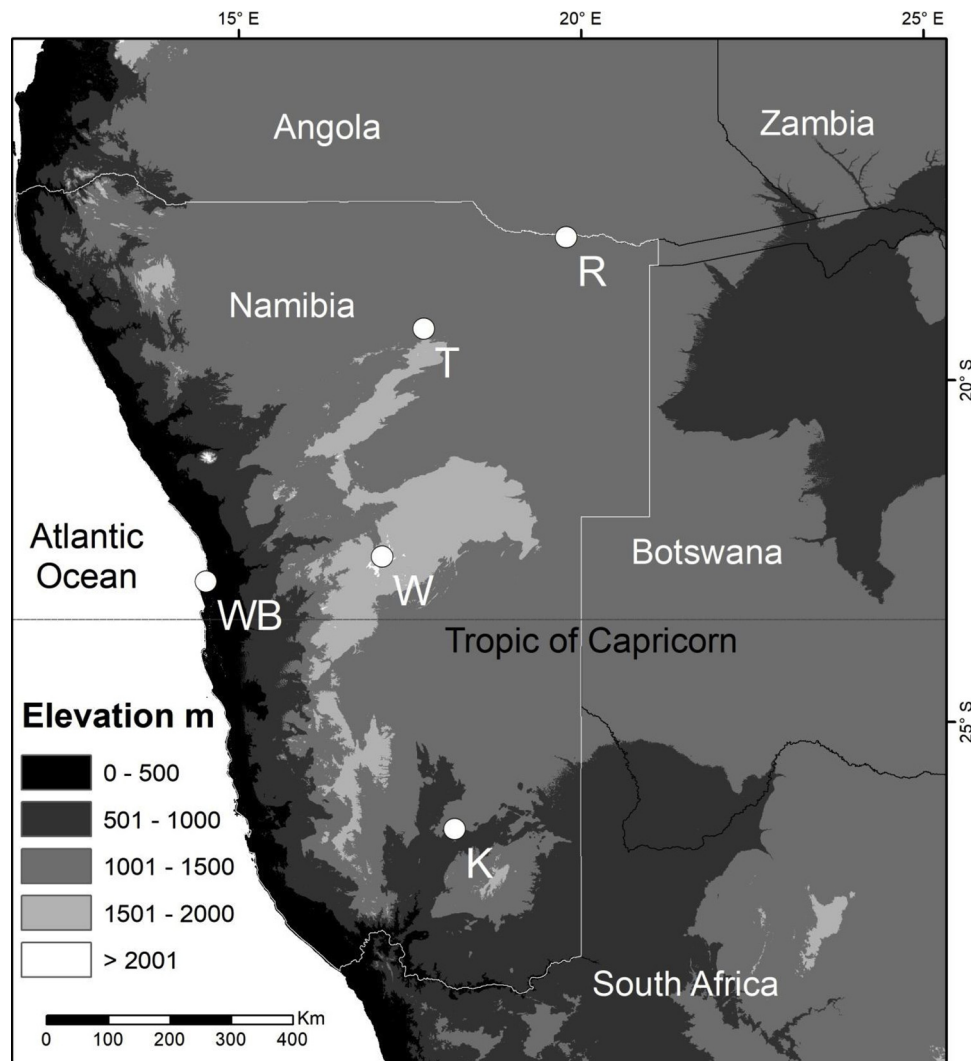 15° E
20° E
25° E
Angola
Zambia
R
Namibia
T
20° S
Atlantic
Ocean
Botswana
W
WB
Tropic of Capricorn
Elevation m
25° S
0 - 500
501 - 1000
1001 - 1500
K
1501 - 2000
> 2001
South Africa
Km
0 100 200 300 400